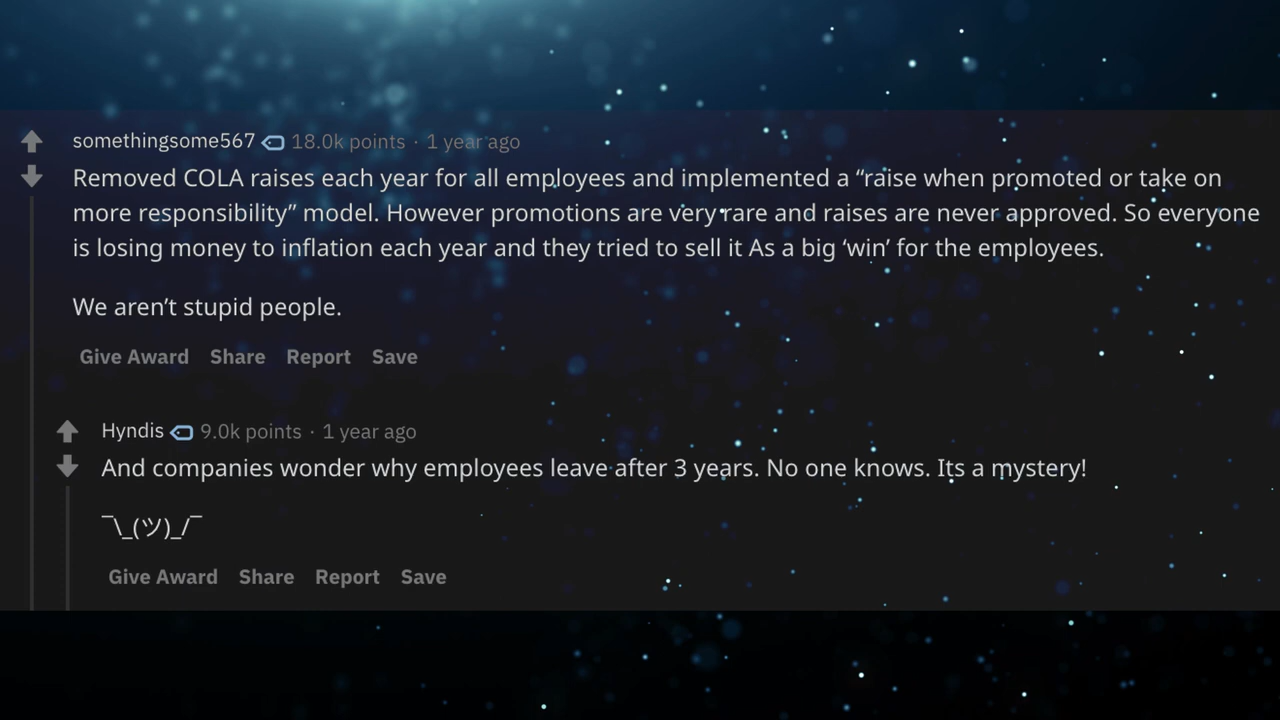 somethingsome567 18.0k points · 1 year ago
Removed COLA raises each year for all employees and implemented a “raise when promoted or take on
more responsibility” model. However promotions are very rare and raises are never approved. So everyone
is losing money to inflation each year and they tried to sell it As a big ‘win’ for the employees.
We aren’t stupid people.
Give Award Share Report Save
Hyndis 9.0k points · 1 year ago
And companies wonder why employees leave after 3 years. No one knows. Its a mystery!
¯\_(ツ)_/¯
Give Award Share Report Save